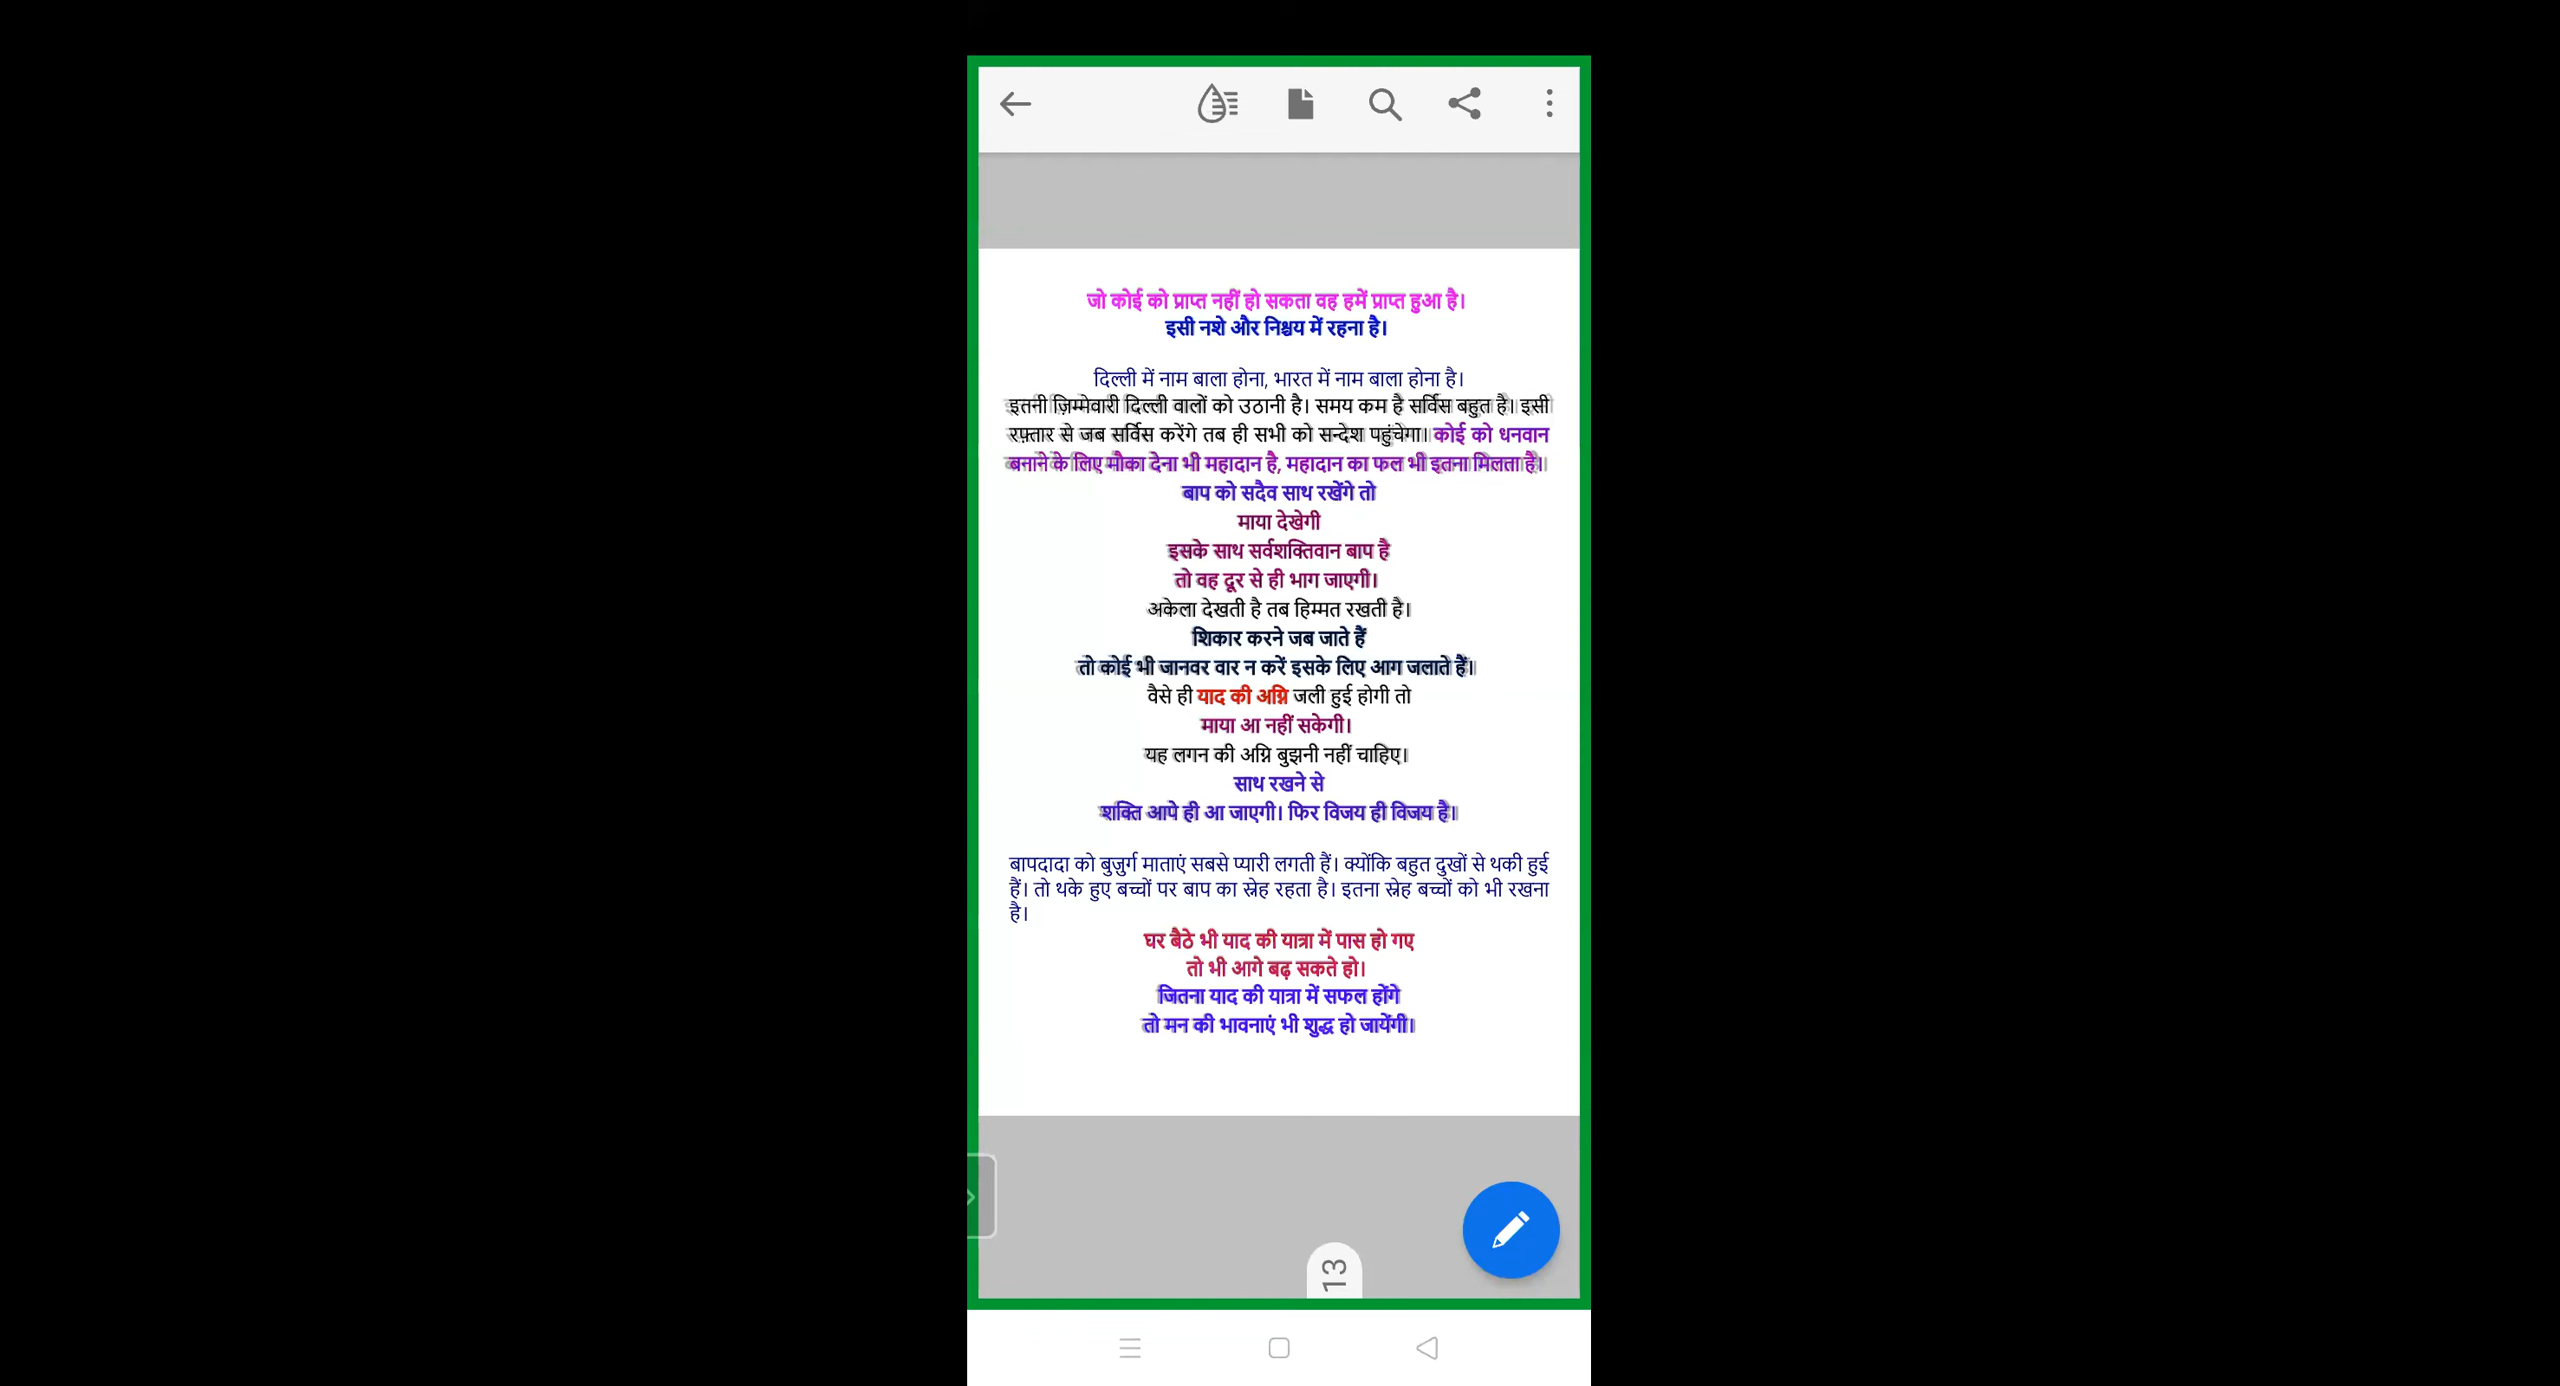 जो कोई को प्राप्त नहीं हो सकता वह हमें प्राप्त हुआ है।
इसी नशे और निश्चय में रहना है।
दिल्ली में नाम बाला होना, भारत में नाम बाला होना है।
इतनी ज़िम्मेवारी दिल्ली वालों को उठानी है। समय कम है सर्विस बहुत है। इसी
रफ़्तार से जब सर्विस करेंगे तब ही सभी को सन्देश पहुंचेगा। कोई को धनवान
बनाने के लिए मौका देना भी महादान है, महादान का फल भी इतना मिलता है।
बाप को सदैव साथ रखेंगे तो
माया देखेगी
इसके साथ सर्वशक्तिवान बाप है
तो वह दूर से ही भाग जाएगी।
अकेला देखती है तब हिम्मत रखती है।
शिकार करने जब जाते हैं
तो कोई भी जानवर वार न करें इसके लिए आग जलाते हैं।
वैसे ही याद की अग्नि जली हुई होगी तो
माया आ नहीं सकेगी।
यह लगन की अग्नि बुझनी नहीं चाहिए।
साथ रखने से
शक्ति आपे ही आ जाएगी। फिर विजय ही विजय है।
बापदादा को बुज़ुर्ग माताएं सबसे प्यारी लगती हैं। क्योंकि बहुत दुखों से थकी हुई
हैं। तो थके हुए बच्चों पर बाप का स्नेह रहता है। इतना स्नेह बच्चों को भी रखना
है।
घर बैठे भी याद की यात्रा में पास हो गए
तो भी आगे बढ़ सकते हो।
जितना याद की यात्रा में सफल होंगे
तो मन की भावनाएं भी शुद्ध हो जायेंगी।
13